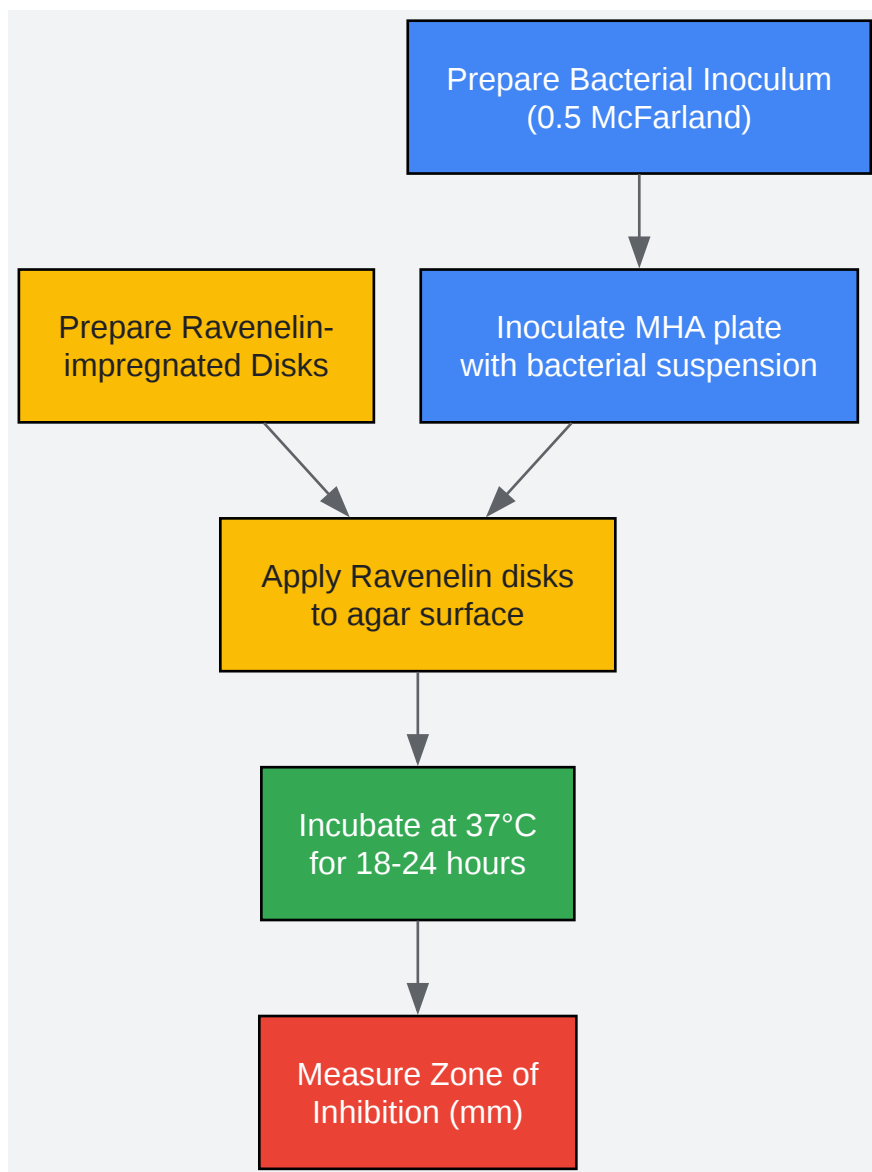 Prepare Bacterial Inoculum
(0.5 McFarland)
Prepare Ravenelin-
impregnated Disks
Inoculate MHA plate
with bacterial suspension
Apply Ravenelin disks
to agar surface
Incubate at 37°C
for 18-24 hours
Measure Zone of
Inhibition (mm)